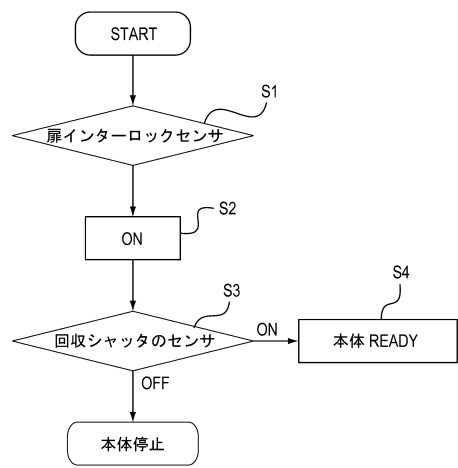 START
S1
扉インターロックセンサ
S2
ON
S3
S4
回収シャッタのセンサ
ON
本体 READY
OFF
本体停止